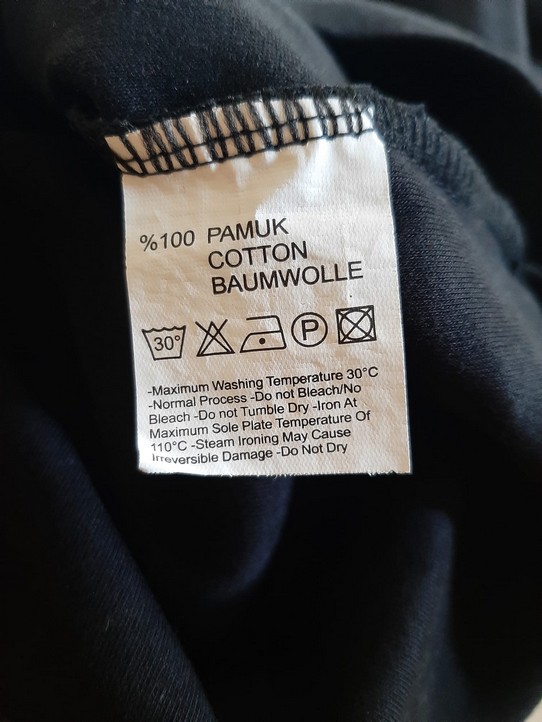 %100 PAMUK
COTTON
BAUMWOLLE
30° P
-Maximum Washing Temperature 30°C
-Normal Process -Do not Bleach/No
Bleach -Do not Tumble Dry -Iron At
Maximum Sole Plate Temperature Of
110°C -Steam Ironing May Cause
Irreversible Damage -Do Not Dry